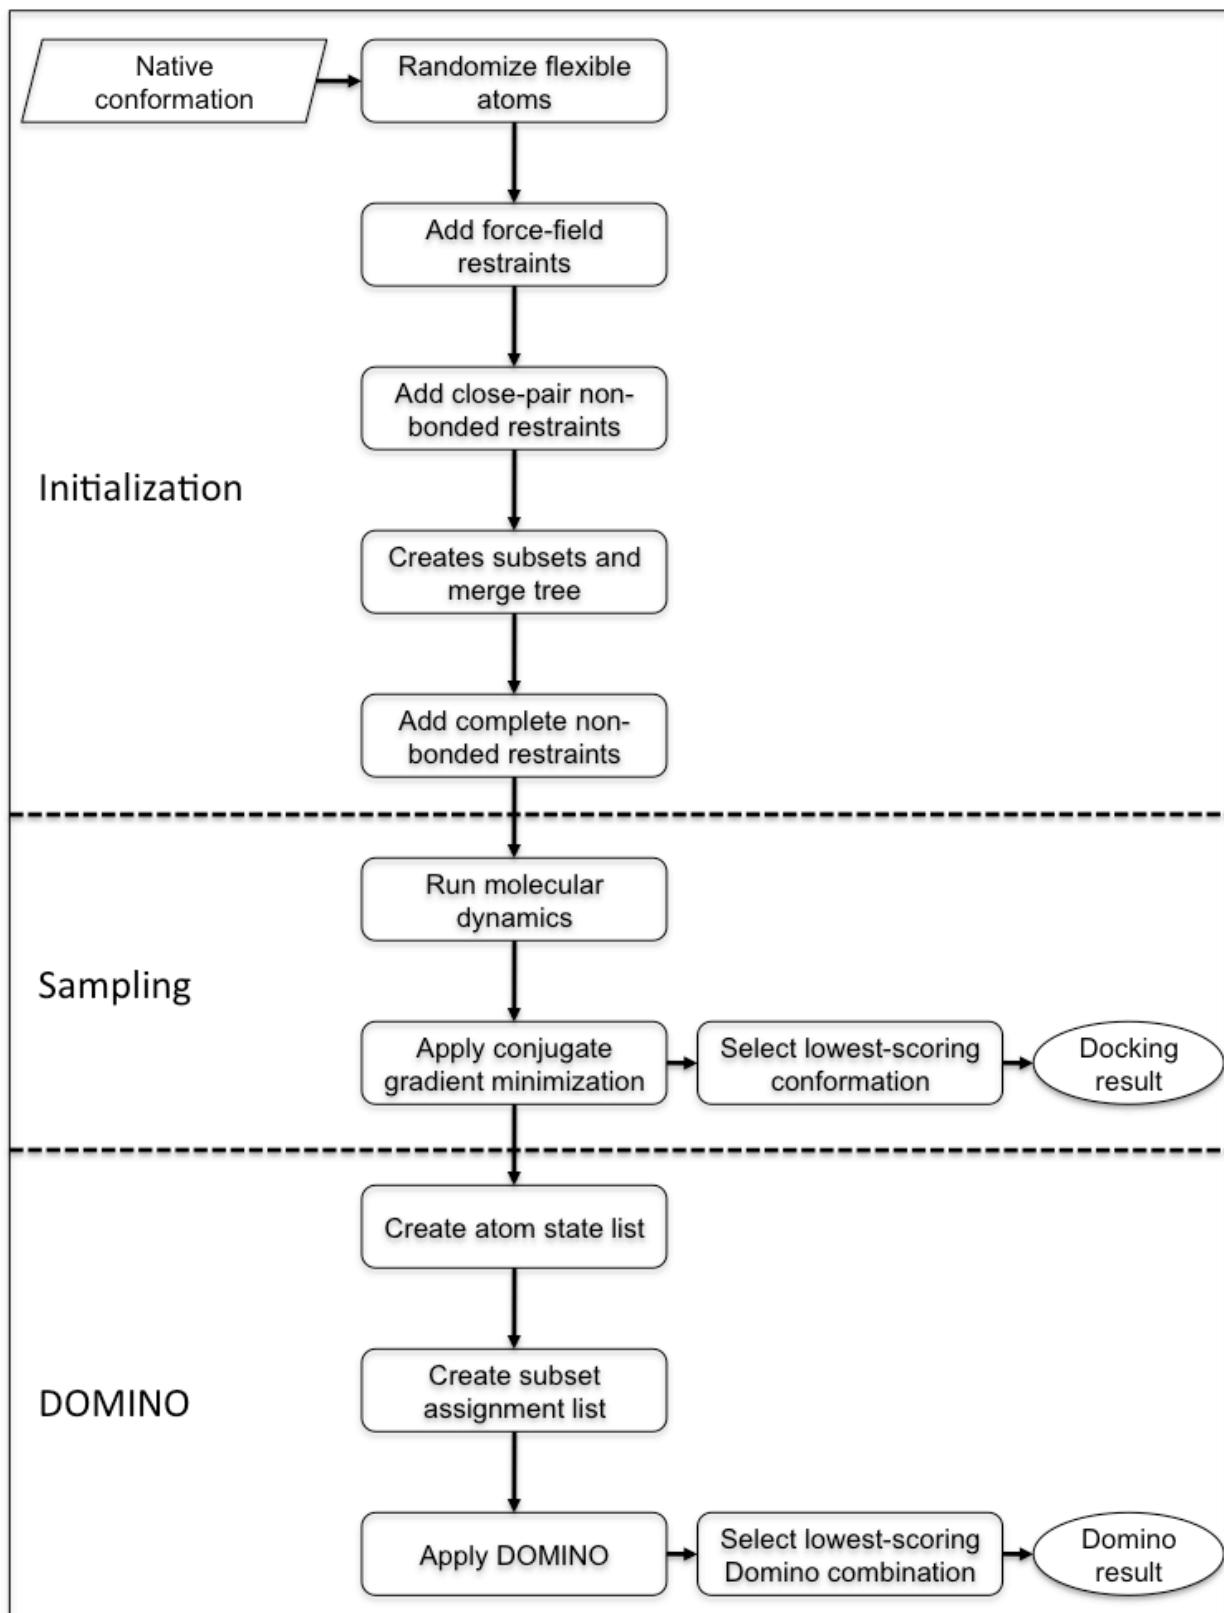 Native
conformation
Randomize flexible
atoms
Add force-field
restraints
Add close-pair non-
bonded restraints
Initialization
Creates subsets and
merge tree
Add complete non-
bonded restraints
Run molecular
dynamics
Sampling
Apply conjugate
gradient minimization
Select lowest-scoring
conformation
Docking
result
Create atom state list
Create subset
assignment list
DOMINO
Apply DOMINO
Select lowest-scoring
Domino combination
Domino
result